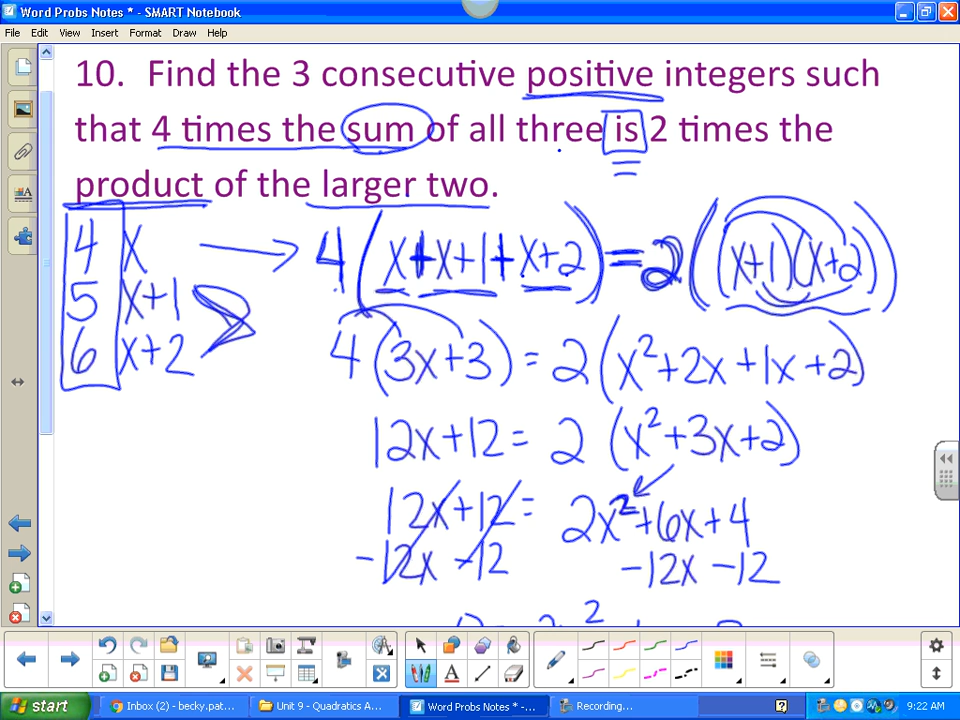 Word Probs Notes * - SMART Notebook
File Edit View Insert Format Draw Help
10. Find the 3 consecutive positive integers such
that 4 times the sum of all three is 2 times the
product of the larger two.
4 x 4(x+x+1+x+2) = 2((x+1)(x+2))
5 x+1
6 x+2 4(3x+3) = 2(x²+2x+1x+2)
12x+12 = 2(x²+3x+2)
12x+12 = 2x²+6x+4
-12x -12 -12x -12
start Inbox (2) - becky.pat... Unit 9 - Quadratics A... Word Probs Notes * -... Recording... 9:22 AM